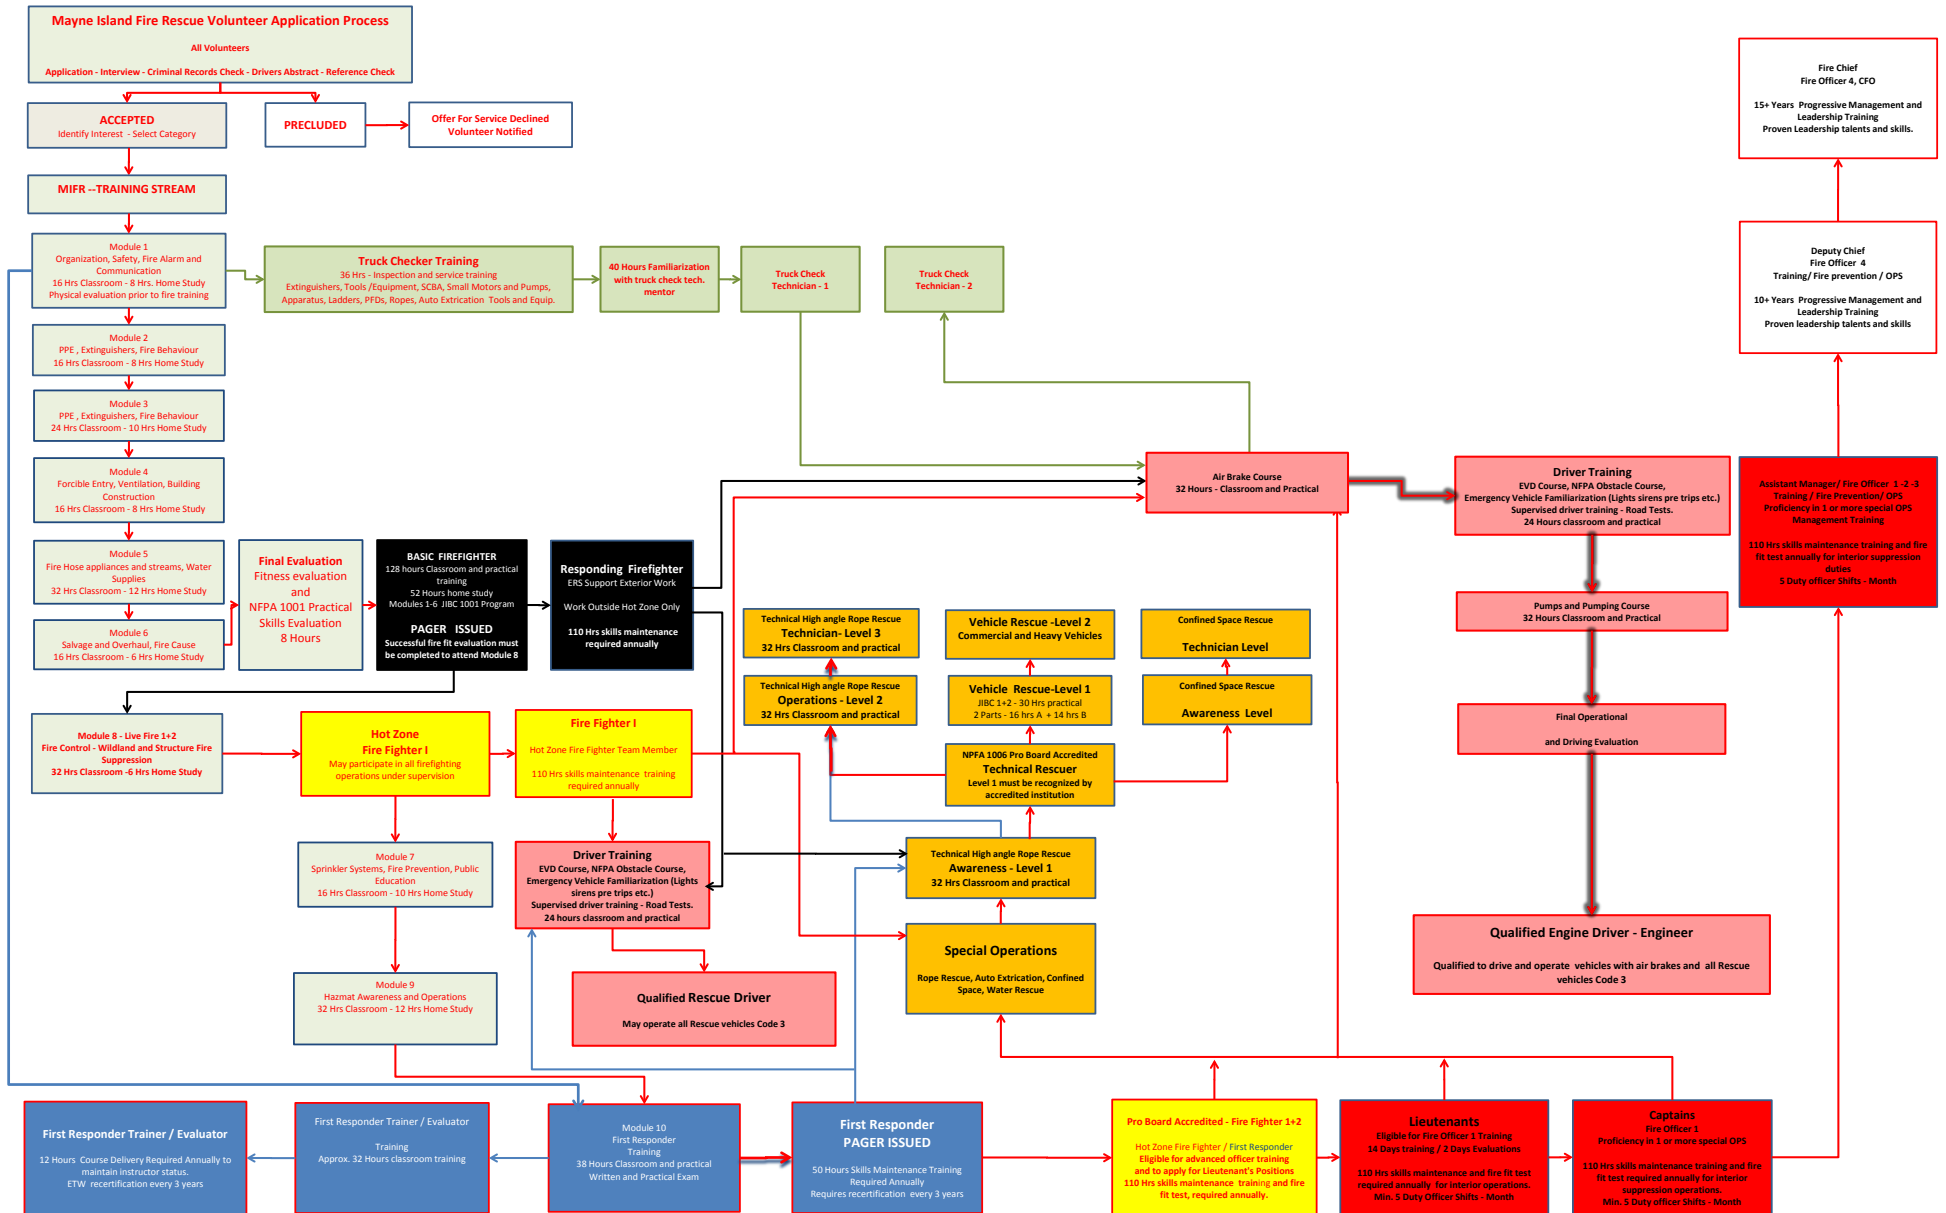 Mayne Island Fire Rescue Volunteer Application Process
All Volunteers
Application - Interview - Criminal Records Check - Drivers Abstract - Reference Check
ACCEPTED
Identify Interest - Select Category
PRECLUDED
Offer For Service Declined
Volunteer Notified
MIFR --TRAINING STREAM
Module 1
Organization, Safety, Fire Alarm and
Communication
16 Hrs Classroom - 8 Hrs. Home Study
Physical evaluation prior to fire training
Truck Checker Training
36 Hrs - Inspection and service training
Extinguishers, Tools /Equipment, SCBA, Small Motors and Pumps,
Apparatus, Ladders, PFDs, Ropes, Auto Extrication Tools and Equip.
40 Hours Familiarization
with truck check tech.
mentor
Truck Check
Technician - 1
Truck Check
Technician - 2
Module 2
PPE , Extinguishers, Fire Behaviour
16 Hrs Classroom - 8 Hrs Home Study
Module 3
PPE , Extinguishers, Fire Behaviour
24 Hrs Classroom - 10 Hrs Home Study
Module 4
Forcible Entry, Ventilation, Building
Construction
16 Hrs Classroom - 8 Hrs Home Study
Module 5
Fire Hose appliances and streams, Water
Supplies
32 Hrs Classroom - 12 Hrs Home Study
Module 6
Salvage and Overhaul, Fire Cause
16 Hrs Classroom - 6 Hrs Home Study
Final Evaluation
Fitness evaluation
and
NFPA 1001 Practical
Skills Evaluation
8 Hours
BASIC FIREFIGHTER
128 hours Classroom and practical
training
52 Hours home study
Modules 1-6 JIBC 1001 Program
PAGER ISSUED
Successful fire fit evaluation must
be completed to attend Module 8
Responding Firefighter
ERS Support Exterior Work
Work Outside Hot Zone Only
110 Hrs skills maintenance
required annually
Module 8 - Live Fire 1+2
Fire Control - Wildland and Structure Fire
Suppression
32 Hrs Classroom -6 Hrs Home Study
Hot Zone
Fire Fighter I
May participate in all firefighting
operations under supervision
Fire Fighter I
Hot Zone Fire Fighter Team Member
110 Hrs skills maintenance training
required annually
Module 7
Sprinkler Systems, Fire Prevention, Public
Education
16 Hrs Classroom - 10 Hrs Home Study
Module 9
Hazmat Awareness and Operations
32 Hrs Classroom - 12 Hrs Home Study
Driver Training
EVD Course, NFPA Obstacle Course,
Emergency Vehicle Familiarization (Lights
sirens pre trips etc.)
Supervised driver training - Road Tests.
24 hours classroom and practical
Qualified Rescue Driver
May operate all Rescue vehicles Code 3
Technical High angle Rope Rescue
Technician- Level 3
32 Hrs Classroom and practical
Vehicle Rescue -Level 2
Commercial and Heavy Vehicles
Confined Space Rescue
Technician Level
Technical High angle Rope Rescue
Operations - Level 2
32 Hrs Classroom and practical
Vehicle Rescue-Level 1
JIBC 1+2 - 30 Hrs practical
2 Parts - 16 hrs A + 14 hrs B
Confined Space Rescue
Awareness Level
NPFA 1006 Pro Board Accredited
Technical Rescuer
Level 1 must be recognized by
accredited institution
Technical High angle Rope Rescue
Awareness - Level 1
32 Hrs Classroom and practical
Special Operations
Rope Rescue, Auto Extrication, Confined
Space, Water Rescue
Air Brake Course
32 Hours - Classroom and Practical
Driver Training
EVD Course, NFPA Obstacle Course,
Emergency Vehicle Familiarization (Lights sirens pre trips etc.)
Supervised driver training - Road Tests.
24 Hours classroom and practical
Pumps and Pumping Course
32 Hours Classroom and Practical
Final Operational
and Driving Evaluation
Qualified Engine Driver - Engineer
Qualified to drive and operate vehicles with air brakes and all Rescue
vehicles Code 3
Fire Chief
Fire Officer 4, CFO
15+ Years Progressive Management and
Leadership Training
Proven Leadership talents and skills.
Deputy Chief
Fire Officer 4
Training/ Fire prevention / OPS
10+ Years Progressive Management and
Leadership Training
Proven leadership talents and skills
Assistant Manager/ Fire Officer 1 -2 -3
Training / Fire Prevention/ OPS
Proficiency in 1 or more special OPS
Management Training
110 Hrs skills maintenance training and fire
fit test annually for interior suppression
duties
5 Duty officer Shifts - Month
First Responder Trainer / Evaluator
12 Hours Course Delivery Required Annually to
maintain instructor status.
ETW recertification every 3 years
First Responder Trainer / Evaluator
Training
Approx. 32 Hours classroom training
Module 10
First Responder
Training
38 Hours Classroom and practical
Written and Practical Exam
First Responder
PAGER ISSUED
50 Hours Skills Maintenance Training
Required Annually
Requires recertification every 3 years
Pro Board Accredited - Fire Fighter 1+2
Hot Zone Fire Fighter / First Responder
Eligible for advanced officer training
and to apply for Lieutenant's Positions
110 Hrs skills maintenance training and fire
fit test, required annually.
Lieutenants
Eligible for Fire Officer 1 Training
14 Days training / 2 Days Evaluations
110 Hrs skills maintenance and fire fit test
required annually for interior operations.
Min. 5 Duty Officer Shifts - Month
Captains
Fire Officer 1
Proficiency in 1 or more special OPS
110 Hrs skills maintenance training and fire
fit test required annually for interior
suppression operations.
Min. 5 Duty officer Shifts - Month